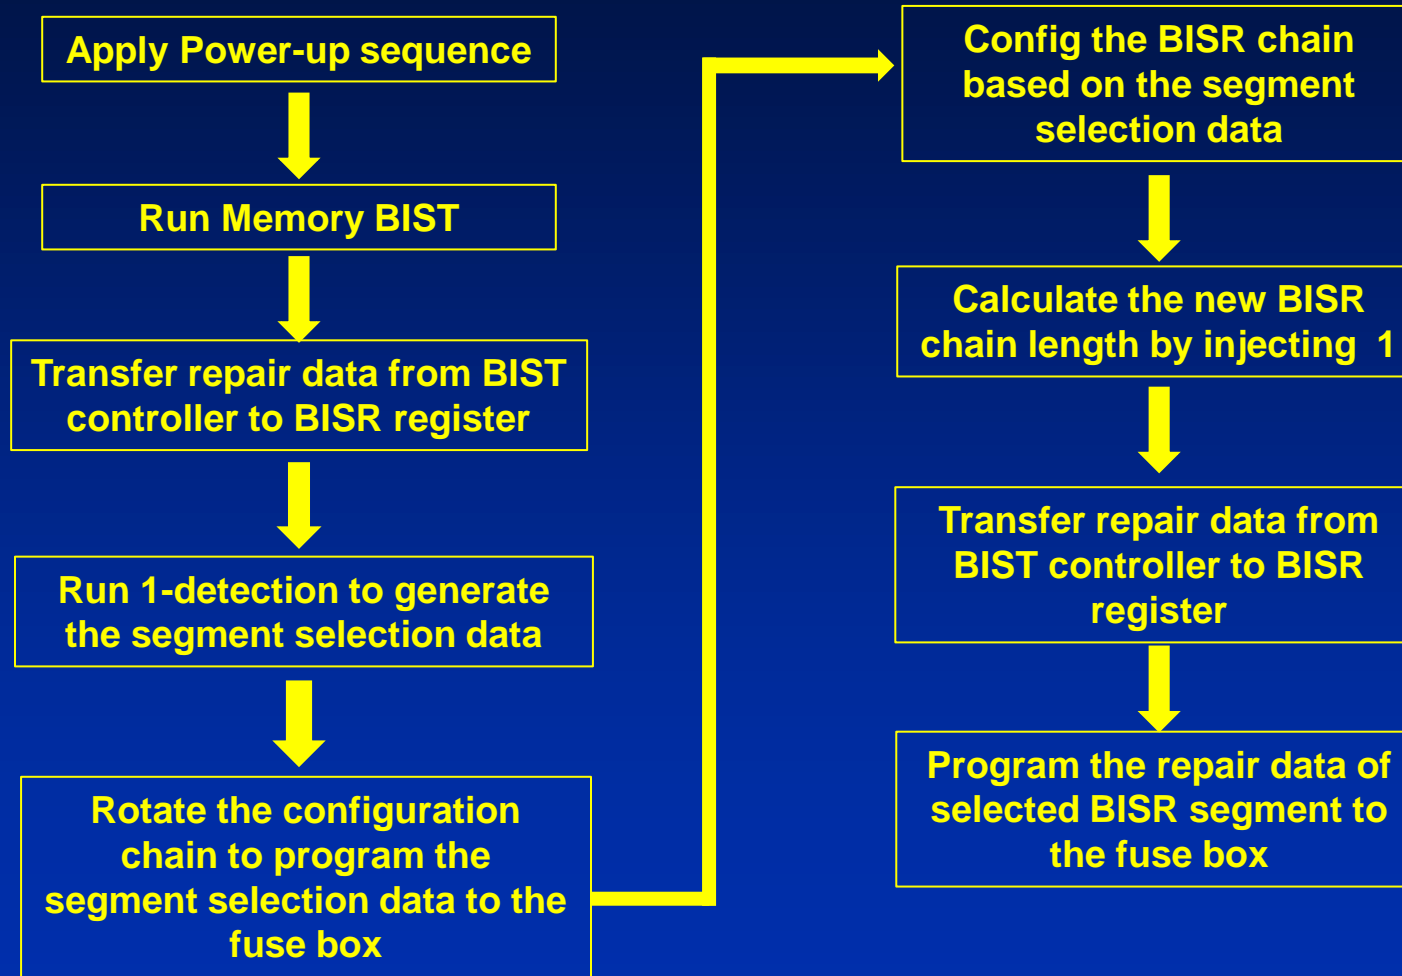 Apply Power-up sequence
Run Memory BIST
Transfer repair data from BIST
controller to BISR register
Run 1-detection to generate
the segment selection data
Rotate the configuration
chain to program the
segment selection data to the
fuse box
Config the BISR chain
based on the segment
selection data
Calculate the new BISR
chain length by injecting 1
Transfer repair data from
BIST controller to BISR
register
Program the repair data of
selected BISR segment to
the fuse box